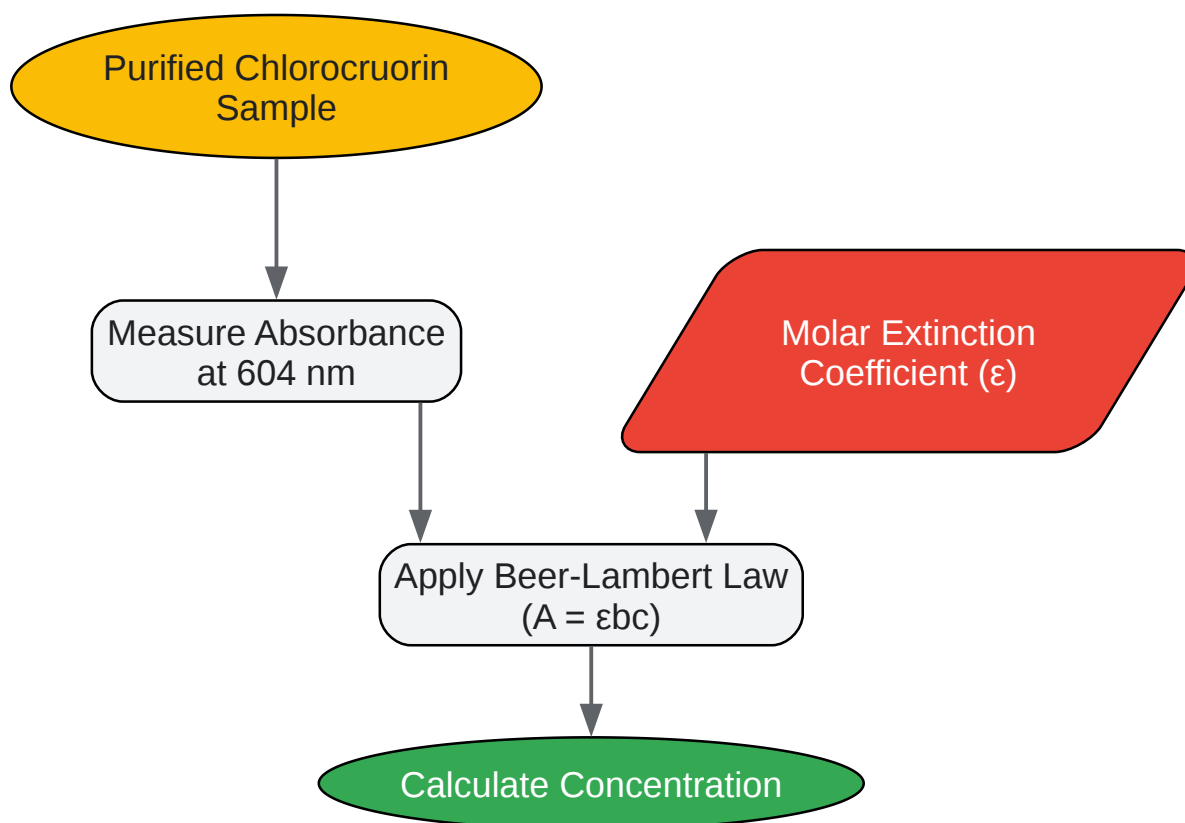 Purified Chlorocruorin
Sample
Measure Absorbance
at 604 nm
Molar Extinction
Coefficient (ε)
Apply Beer-Lambert Law
(A = εbc)
Calculate Concentration